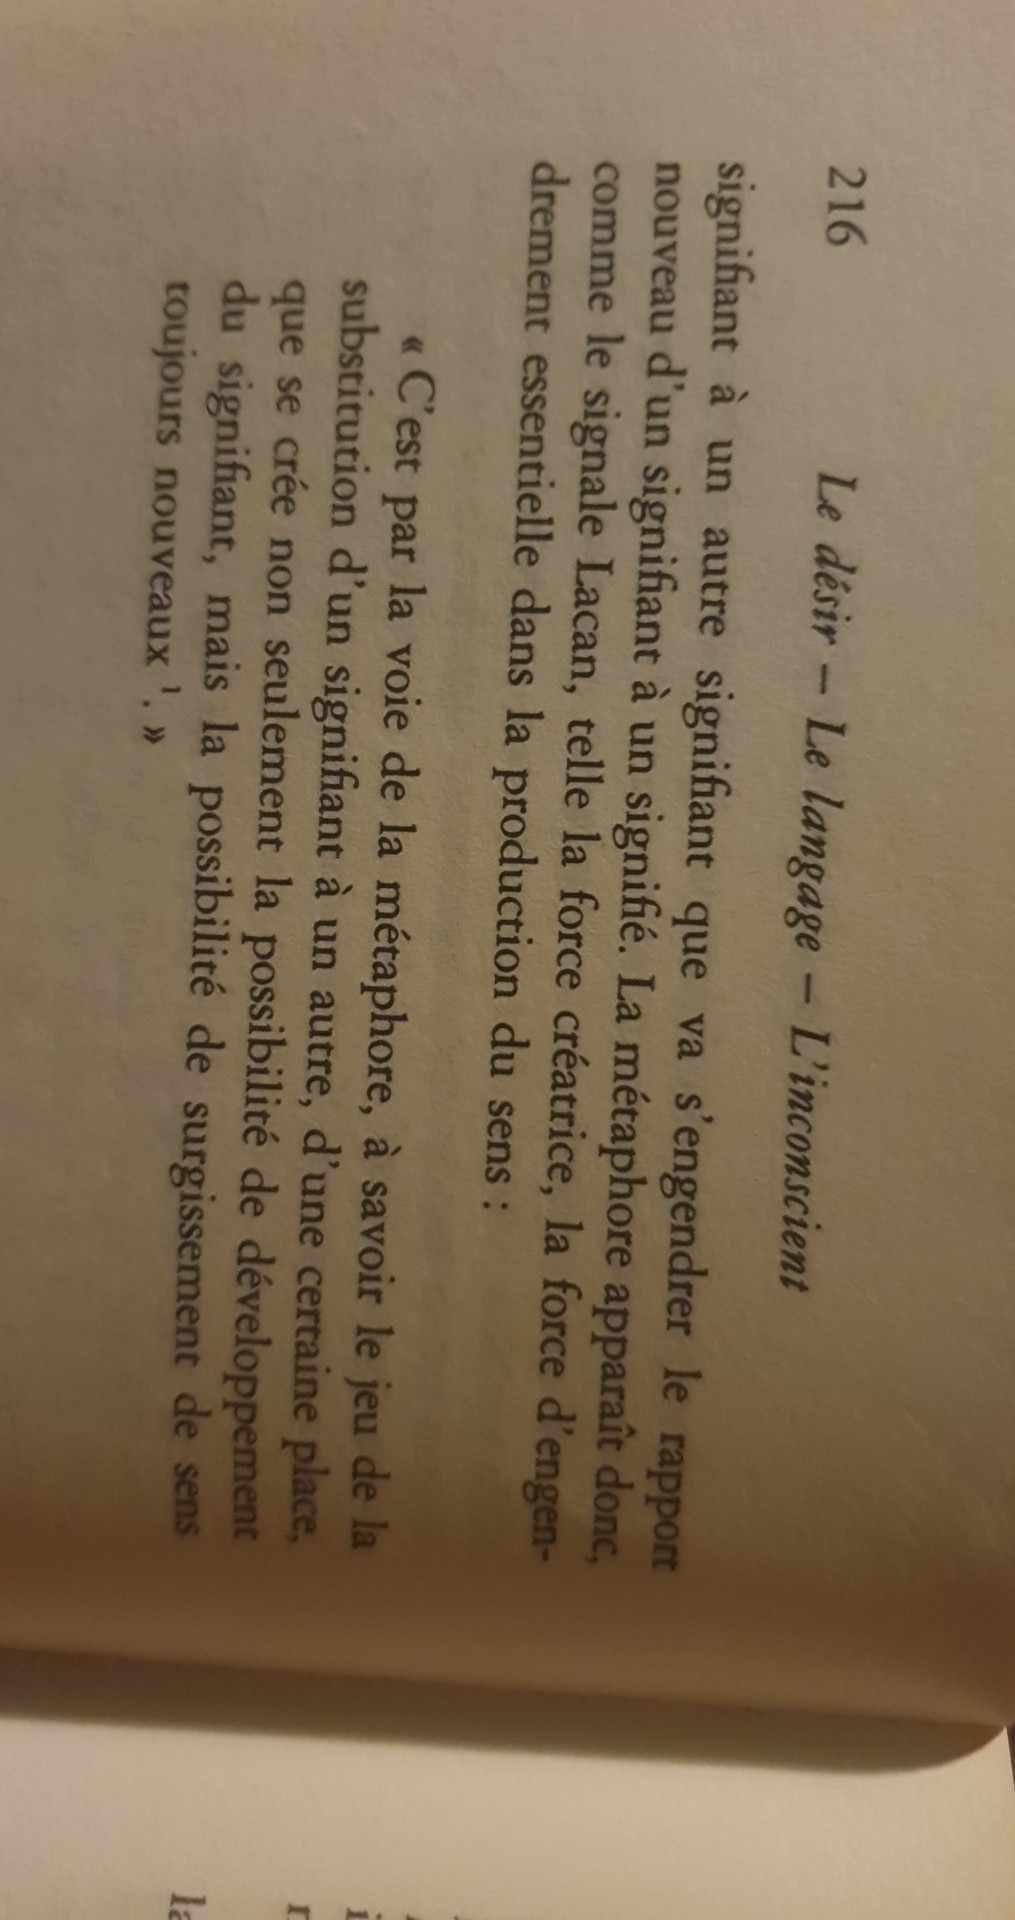 216 Le désir – Le langage – L'inconscient
signifiant à un autre signifiant que va s'engendrer le rapport
nouveau d'un signifiant à un signifié. La métaphore apparaît donc,
comme le signale Lacan, telle la force créatrice, la force d'engen-
drement essentielle dans la production du sens :
« C'est par la voie de la métaphore, à savoir le jeu de la
substitution d'un signifiant à un autre, d'une certaine place,
que se crée non seulement la possibilité de développement
du signifiant, mais la possibilité de surgissement de sens
toujours nouveaux ¹. »